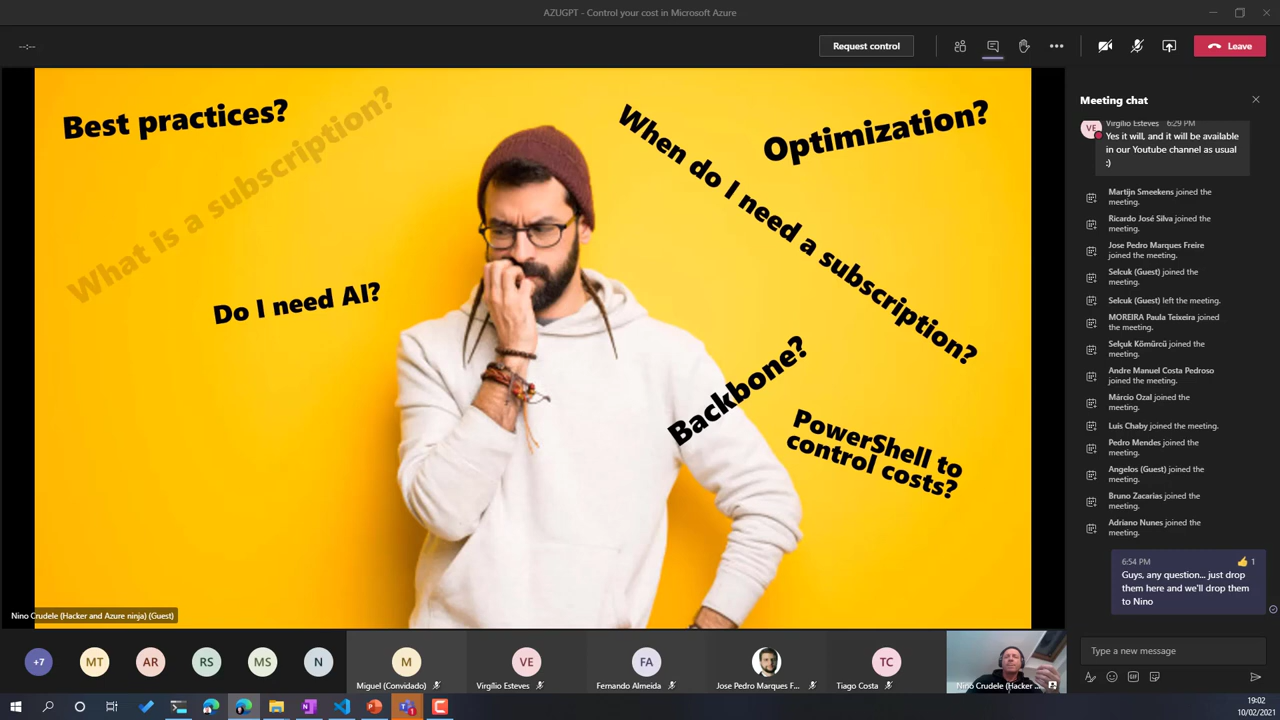 AZUGPT - Control your cost in Microsoft Azure
--:--
Request control
Leave
Best practices?
What is a subscription?
Do I need AI?
When do I need a subscription?
Optimization?
Backbone?
PowerShell to
control costs?
Nino Crudele (Hacker and Azure ninja) (Guest)
Meeting chat
VE
Virgílio Esteves 6:29 PM
Yes it will, and it will be available
in our Youtube channel as usual
:)
Martijn Smeekens joined the
meeting.
Ricardo José Silva joined the
meeting.
Jose Pedro Marques Freire
joined the meeting.
Selcuk (Guest) joined the
meeting.
Selcuk (Guest) left the meeting.
MOREIRA Paula Teixeira joined
the meeting.
Selçuk Kömürcü joined the
meeting.
Andre Manuel Costa Pedroso
joined the meeting.
Márcio Ozal joined the
meeting.
Luis Chaby joined the meeting.
Pedro Mendes joined the
meeting.
Angelos (Guest) joined the
meeting.
Bruno Zacarias joined the
meeting.
Adriano Nunes joined the
meeting.
6:54 PM 👍 1
Guys, any question... just drop
them here and we'll drop them
to Nino
Type a new message
+7
MT
AR
RS
MS
N
M
Miguel (Convidado)
VE
Virgílio Esteves
FA
Fernando Almeida
Jose Pedro Marques F...
TC
Tiago Costa
Nino Crudele (Hacker ...
19:02
10/02/2021